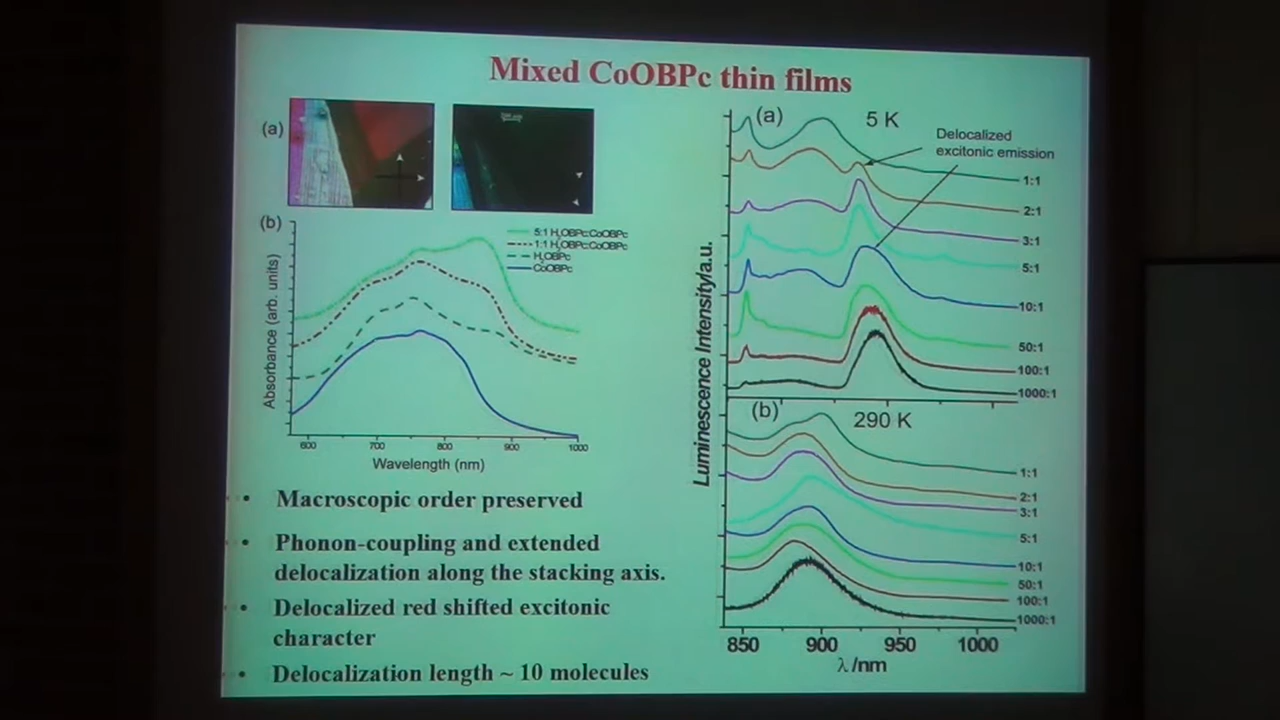 Mixed CoOBPc thin films
(a)
(b)
5:1 H₂OBPc:CoOBPc
1:1 H₂OBPc:CoOBPc
H₂OBPc
CoOBPc
Absorbance (arb. units)
600 700 800 900 1000
Wavelength (nm)
• Macroscopic order preserved
• Phonon-coupling and extended
delocalization along the stacking axis.
• Delocalized red shifted excitonic
character
• Delocalization length ~ 10 molecules
(a)
5 K
Delocalized
excitonic emission
1:1
2:1
3:1
5:1
10:1
50:1
100:1
1000:1
Luminescence Intensity/a.u.
(b)
290 K
1:1
2:1
3:1
5:1
10:1
50:1
100:1
1000:1
850 900 950 1000
λ /nm